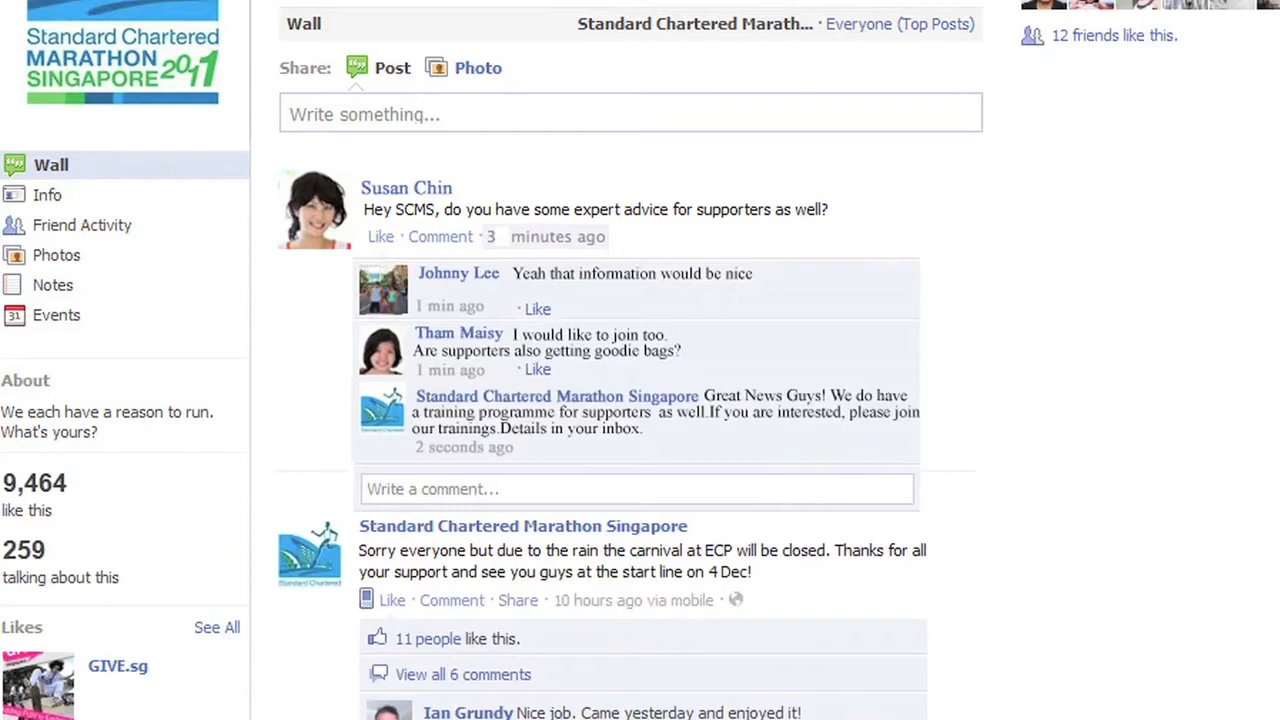 Standard Chartered
MARATHON
SINGAPORE 2011
Wall
Info
Friend Activity
Photos
Notes
31 Events
About
We each have a reason to run.
What's yours?
9,464
like this
259
talking about this
Likes See All
GIVE.sg
Wall Standard Chartered Marath... · Everyone (Top Posts)
Share: Post Photo
Write something...
Susan Chin
Hey SCMS, do you have some expert advice for supporters as well?
Like · Comment · 3 minutes ago
Johnny Lee Yeah that information would be nice
1 min ago · Like
Tham Maisy I would like to join too.
Are supporters also getting goodie bags?
1 min ago · Like
Standard Chartered Marathon Singapore Great News Guys! We do have
a training programme for supporters as well.If you are interested, please join
our trainings.Details in your inbox.
2 seconds ago
Write a comment...
Standard Chartered
Standard Chartered Marathon Singapore
Sorry everyone but due to the rain the carnival at ECP will be closed. Thanks for all
your support and see you guys at the start line on 4 Dec!
Like · Comment · Share · 10 hours ago via mobile ·
11 people like this.
View all 6 comments
Ian Grundy Nice job. Came yesterday and enjoyed it!
12 friends like this.